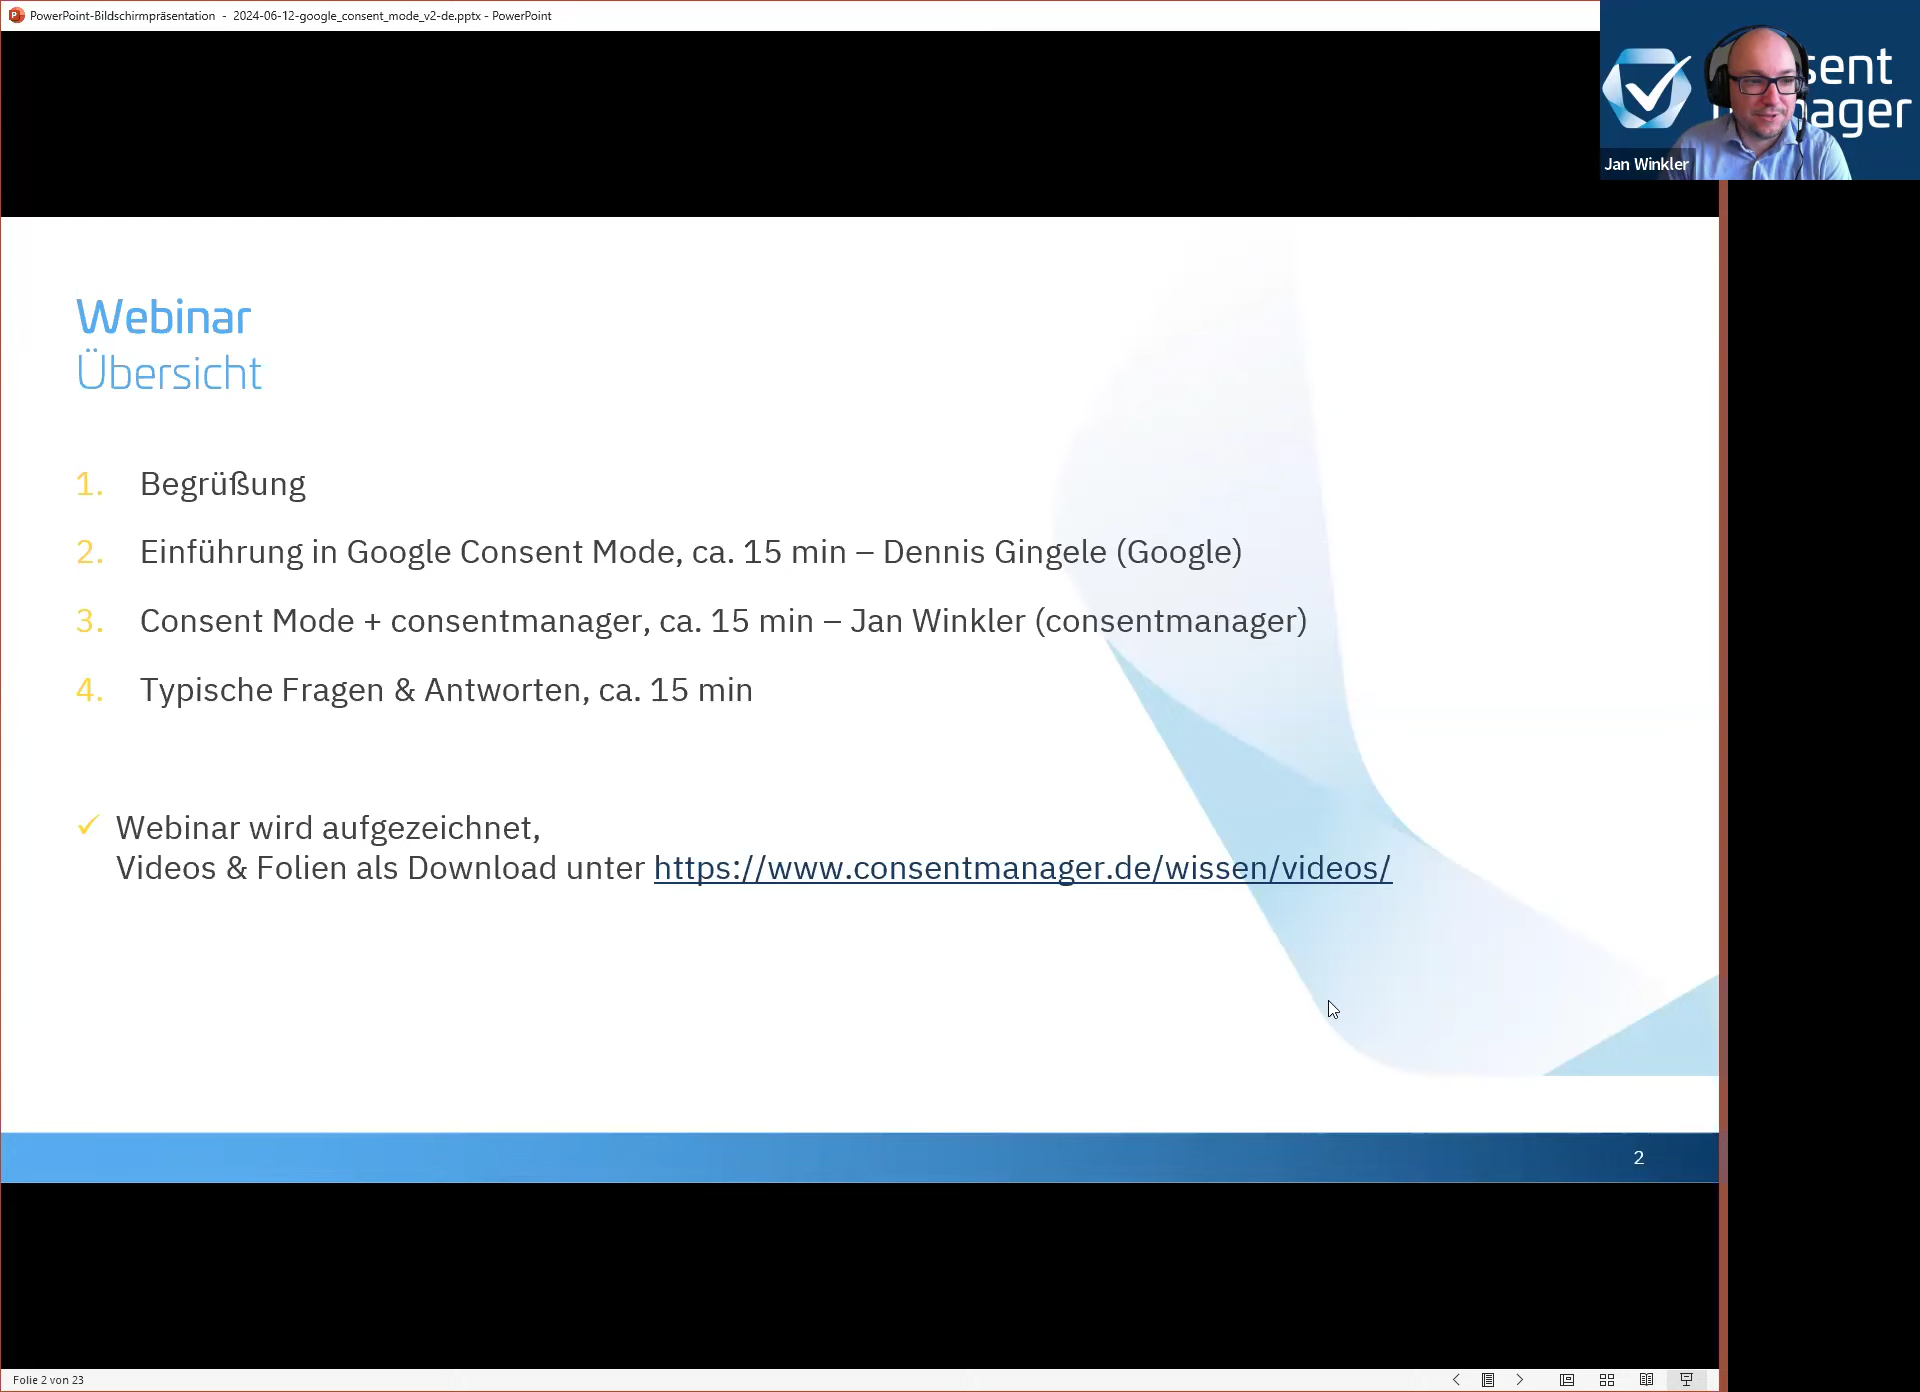 PowerPoint-Bildschirmpräsentation - 2024-06-12-google_consent_mode_v2-de.pptx - PowerPoint
sent
ager
Jan Winkler
Webinar
Übersicht
1. Begrüßung
2. Einführung in Google Consent Mode, ca. 15 min – Dennis Gingele (Google)
3. Consent Mode + consentmanager, ca. 15 min – Jan Winkler (consentmanager)
4. Typische Fragen & Antworten, ca. 15 min
✓ Webinar wird aufgezeichnet,
Videos & Folien als Download unter https://www.consentmanager.de/wissen/videos/
2
Folie 2 von 23